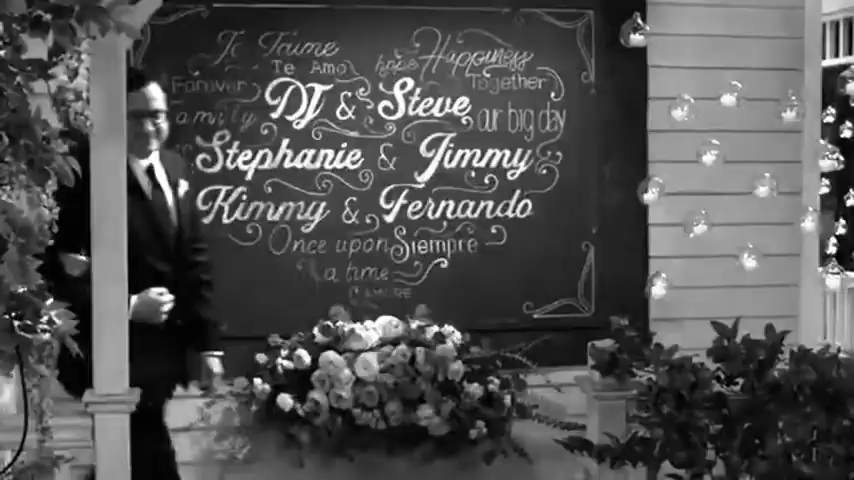 Je T'aime
Happiness
Te Amo
hope
Together
Forever
DJ & Steve
amily
our big day
Stephanie & Jimmy
Kimmy & Fernando
Once upon Siempre
a time